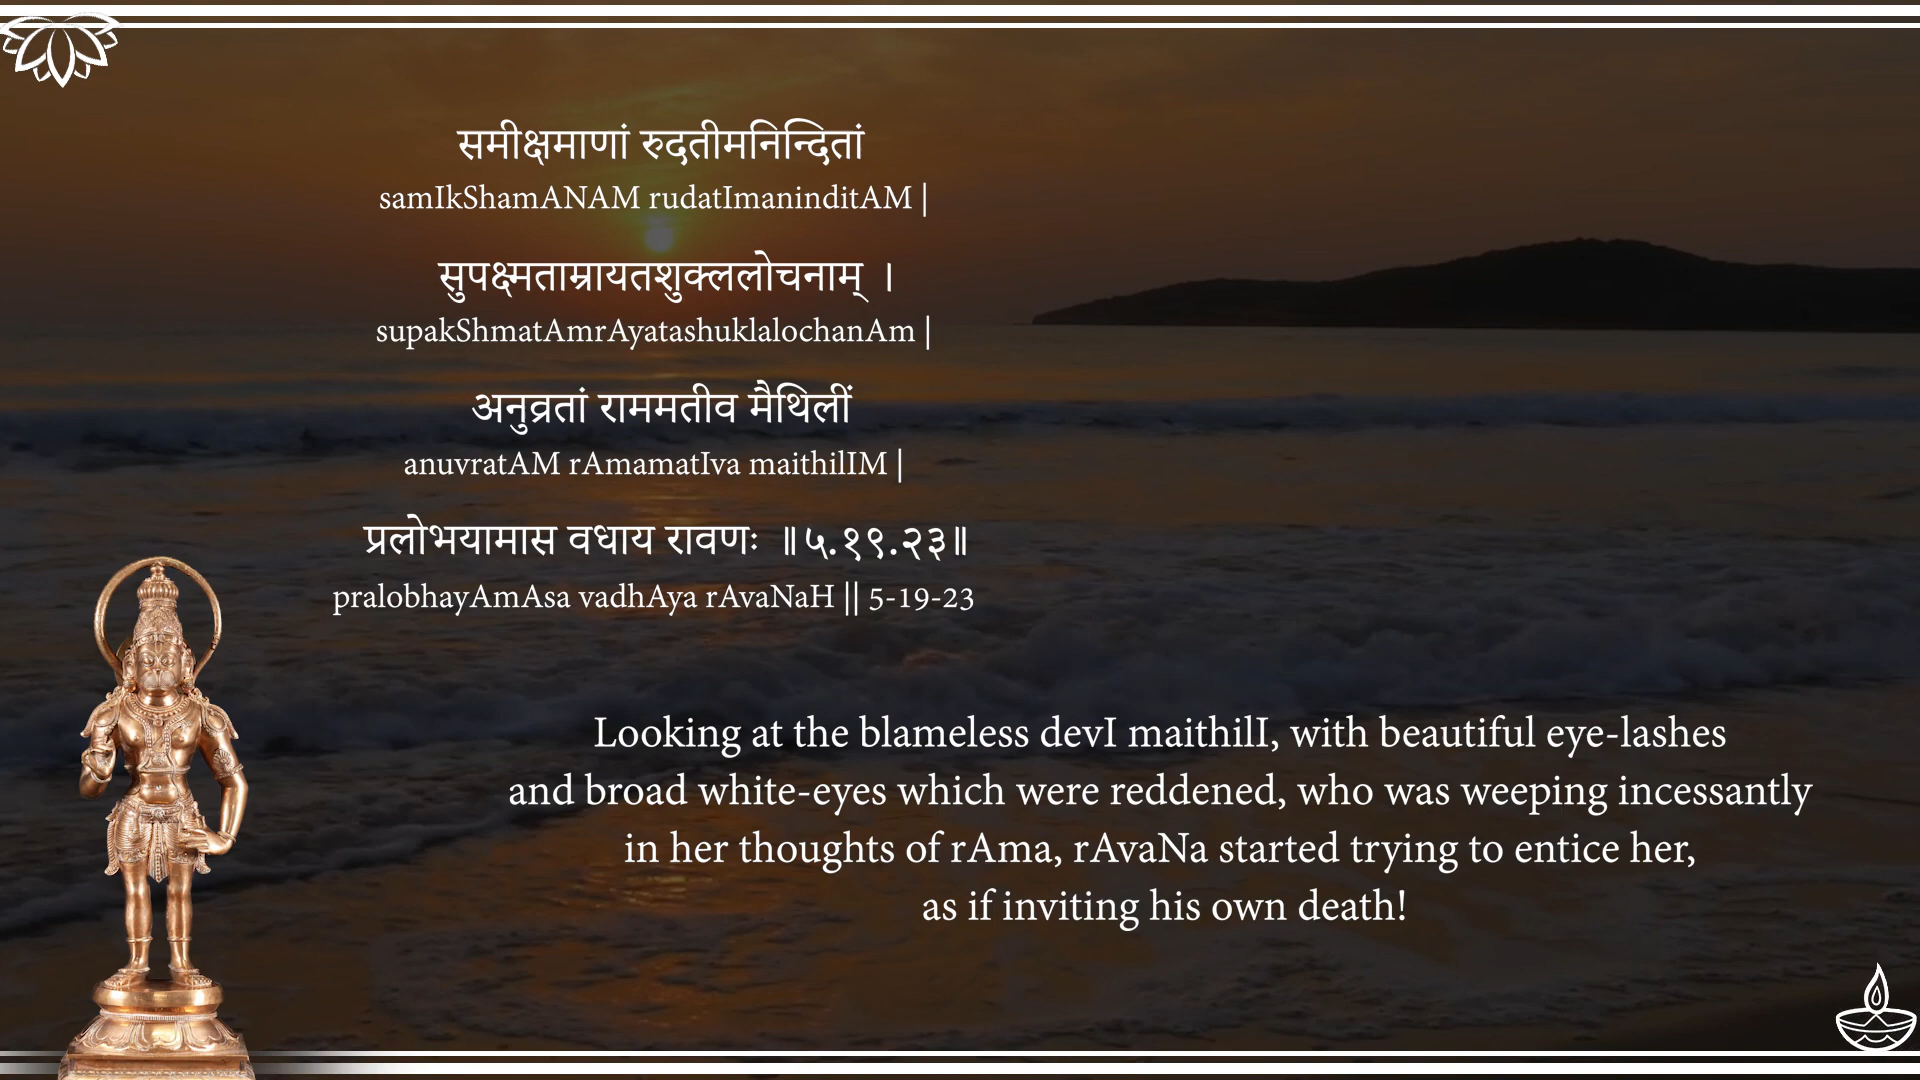 समीक्षमाणां रुदतीमनिन्दितां
samIkShamANAM rudatImaninditAM |
सुपक्ष्मताम्रायतशुक्ललोचनाम् ।
supakShmatAmrAyatashuklalochanAm |
अनुव्रतां राममतीव मैथिलीं
anuvratAM rAmamatIva maithilIM |
प्रलोभयामास वधाय रावणः ॥५.१९.२३॥
pralobhayAmAsa vadhAya rAvaNaH || 5-19-23
Looking at the blameless devI maithilI, with beautiful eye-lashes
and broad white-eyes which were reddened, who was weeping incessantly
in her thoughts of rAma, rAvaNa started trying to entice her,
as if inviting his own death!